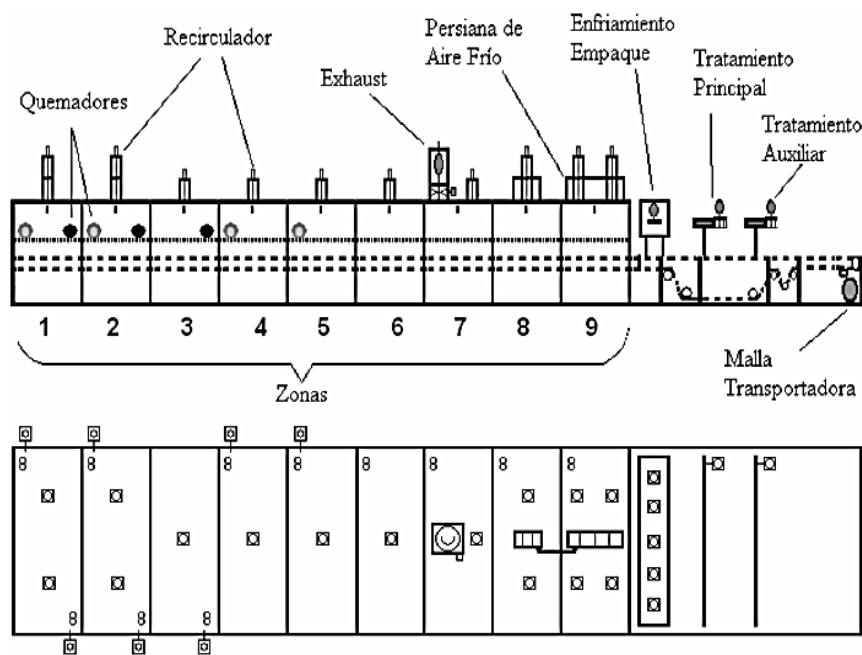 Recirculador
Persiana de
Aire Frío
Enfriamiento
Empaque
Tratamiento
Principal
Exhaust
Quemadores
Tratamiento
Auxiliar
1 2 3 4 5 6 7 8 9
Zonas
Malla
Transportadora
8 8 8 8 8 8 8
8 8 8